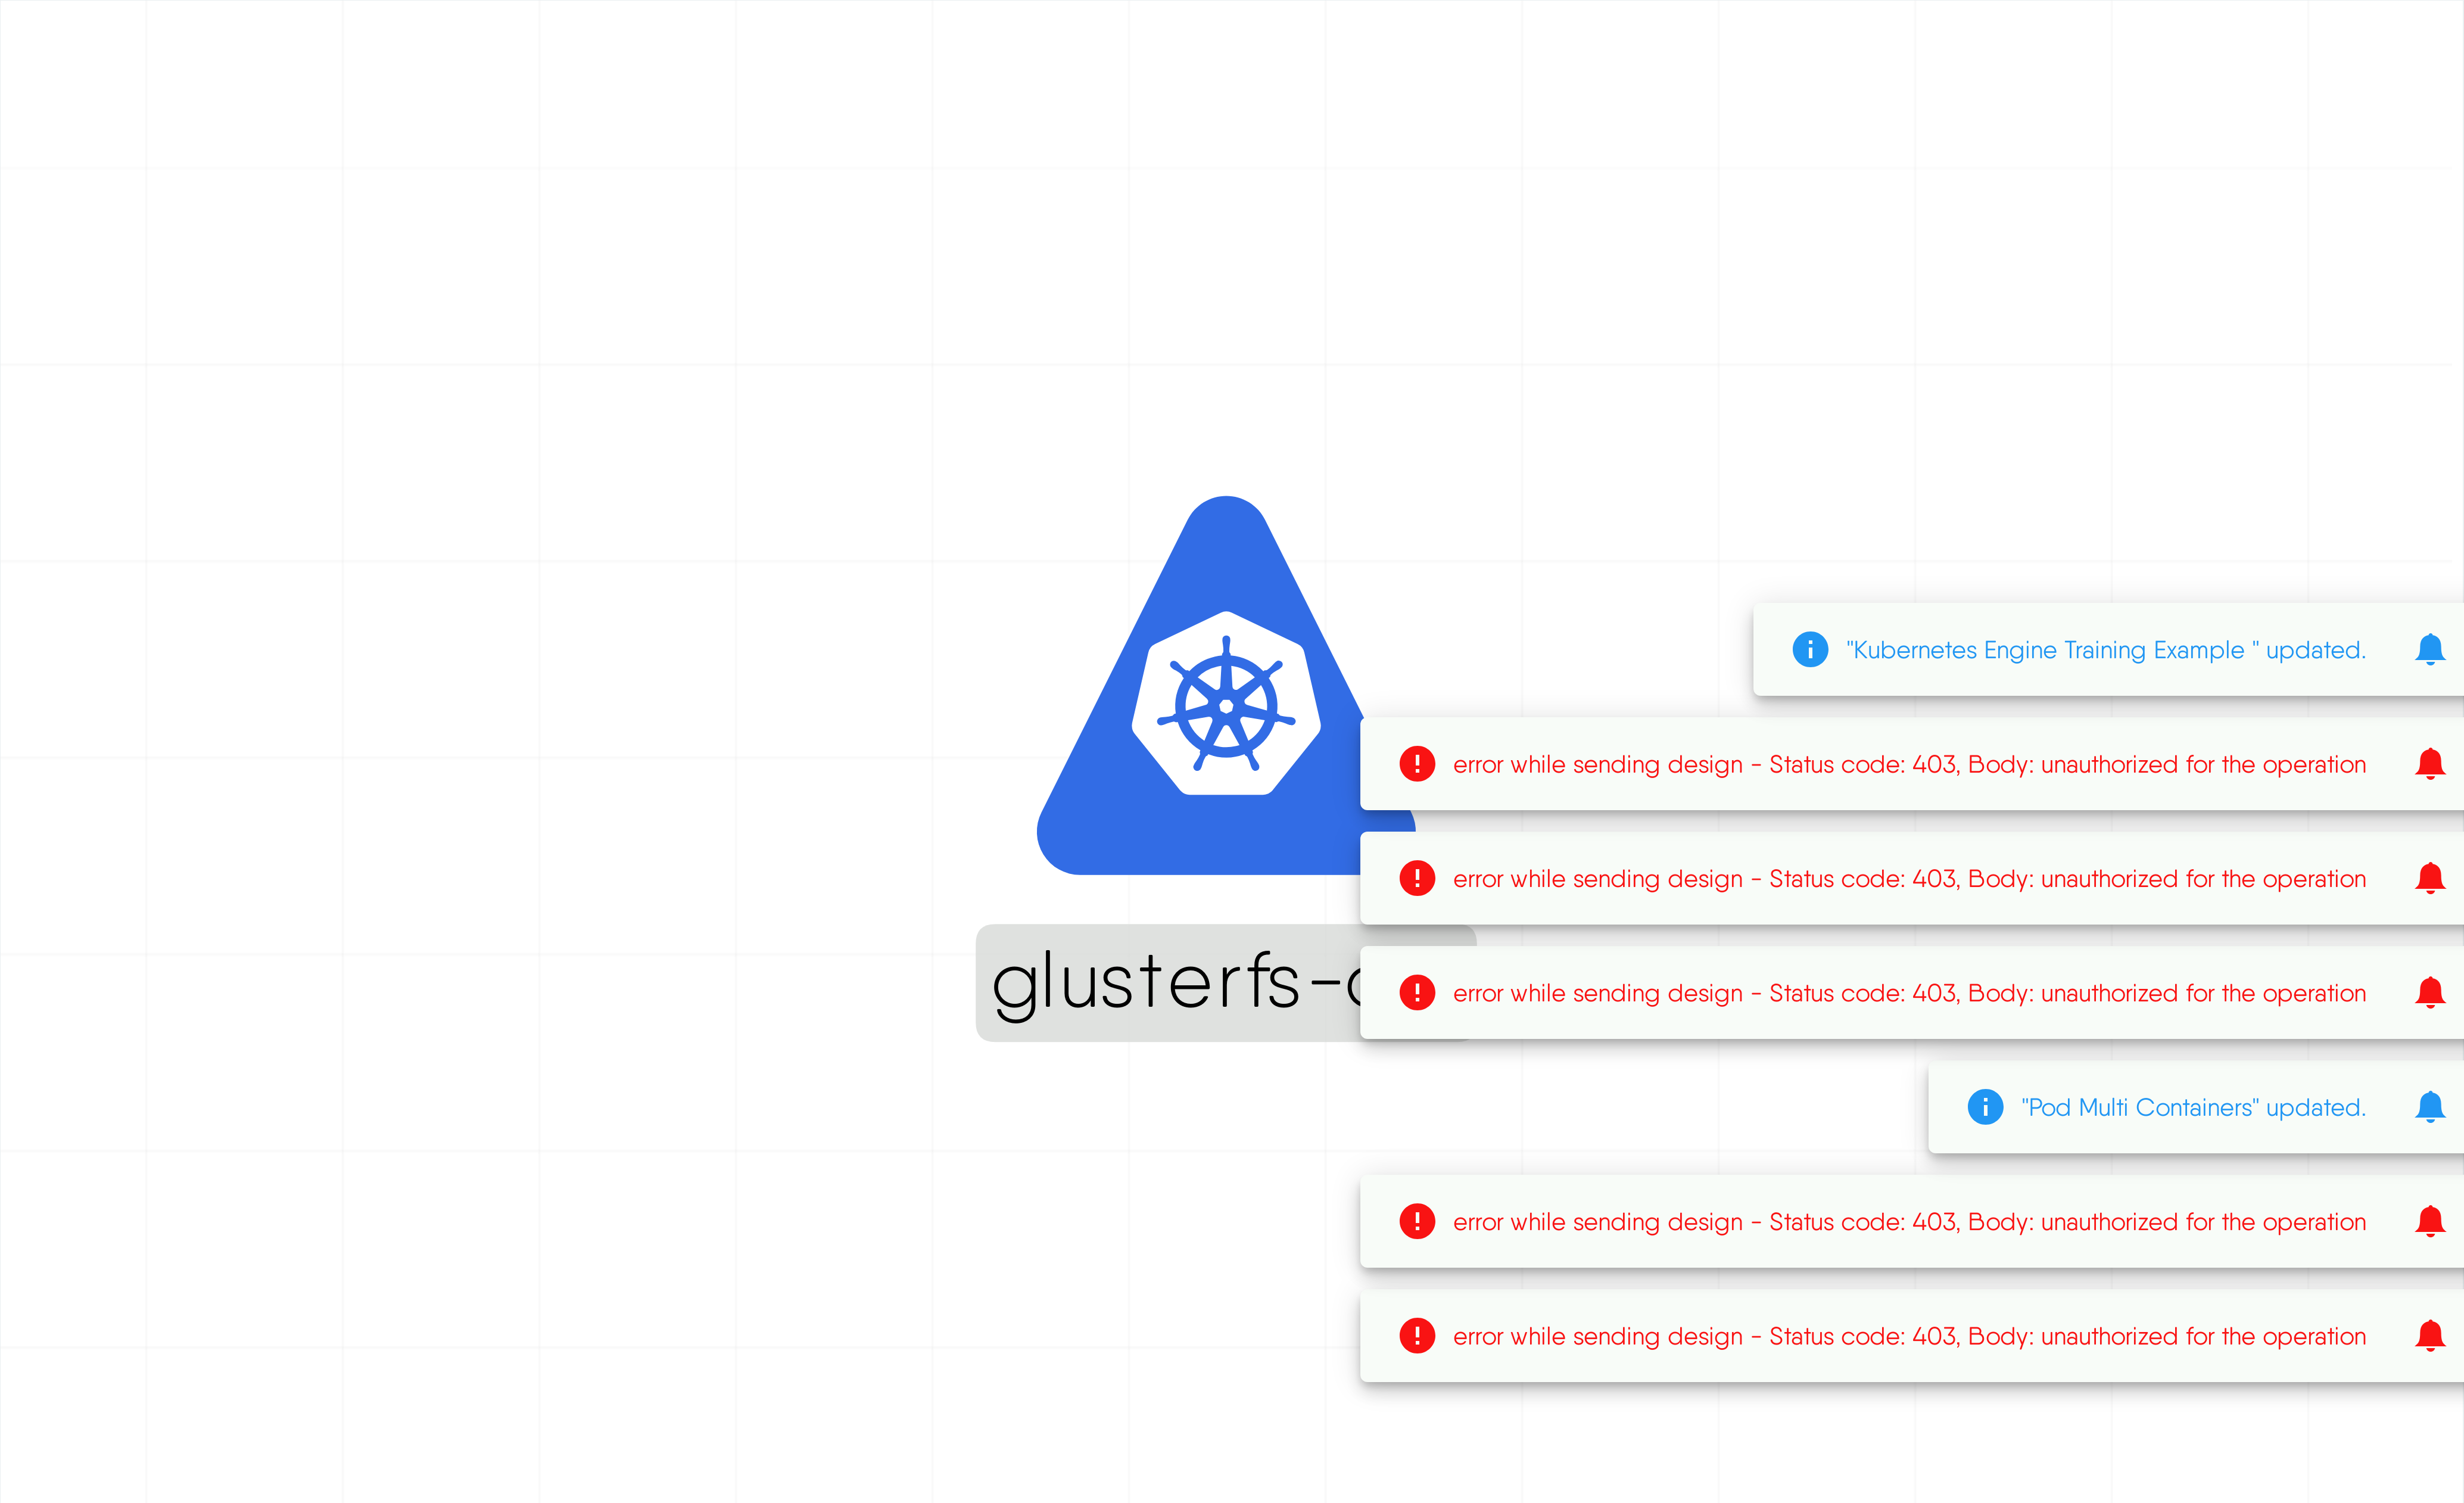 "Kubernetes Engine Training Example " updated.
error while sending design - Status code: 403, Body: unauthorized for the operation
error while sending design - Status code: 403, Body: unauthorized for the operation
glusterfs-
error while sending design - Status code: 403, Body: unauthorized for the operation
"Pod Multi Containers" updated.
error while sending design - Status code: 403, Body: unauthorized for the operation
error while sending design - Status code: 403, Body: unauthorized for the operation